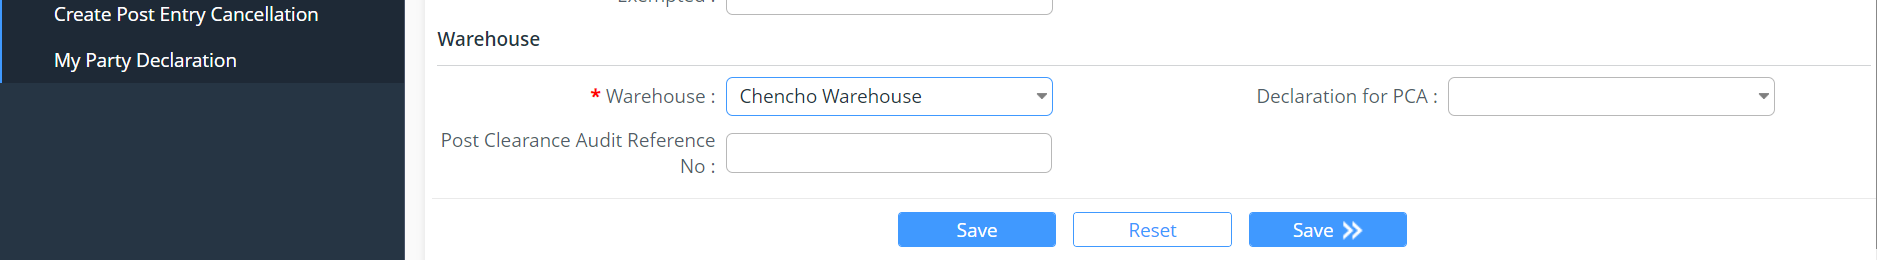 Create Post Entry Cancellation
My Party Declaration
Exempted :
Warehouse
* Warehouse : Chencho Warehouse Declaration for PCA :
Post Clearance Audit Reference
No :
Save Reset Save